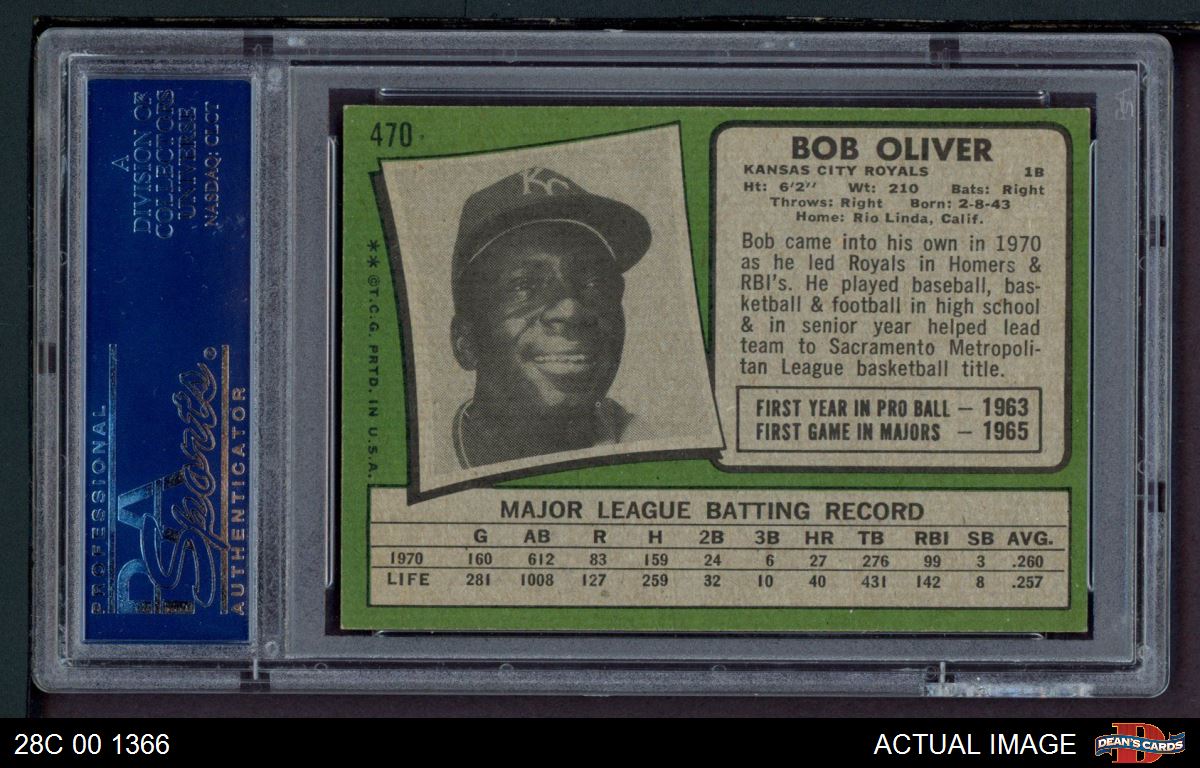 A
DIVISION OF
COLLECTORS
UNIVERSE
NASDAQ: CLCT
PROFESSIONAL
PSA
Sports
AUTHENTICATOR
470
KC
** ©T.C.G. PRTD. IN U.S.A.
BOB OLIVER
KANSAS CITY ROYALS 1B
Ht: 6'2" Wt: 210 Bats: Right
Throws: Right Born: 2-8-43
Home: Rio Linda, Calif.
Bob came into his own in 1970
as he led Royals in Homers &
RBI's. He played baseball, bas-
ketball & football in high school
& in senior year helped lead
team to Sacramento Metropoli-
tan League basketball title.
FIRST YEAR IN PRO BALL — 1963
FIRST GAME IN MAJORS — 1965
MAJOR LEAGUE BATTING RECORD
G AB R H 2B 3B HR TB RBI SB AVG.
1970 160 612 83 159 24 6 27 276 99 3 .260
LIFE 281 1008 127 259 32 10 40 431 142 8 .257
28C 00 1366
ACTUAL IMAGE
D
DEAN'S CARDS